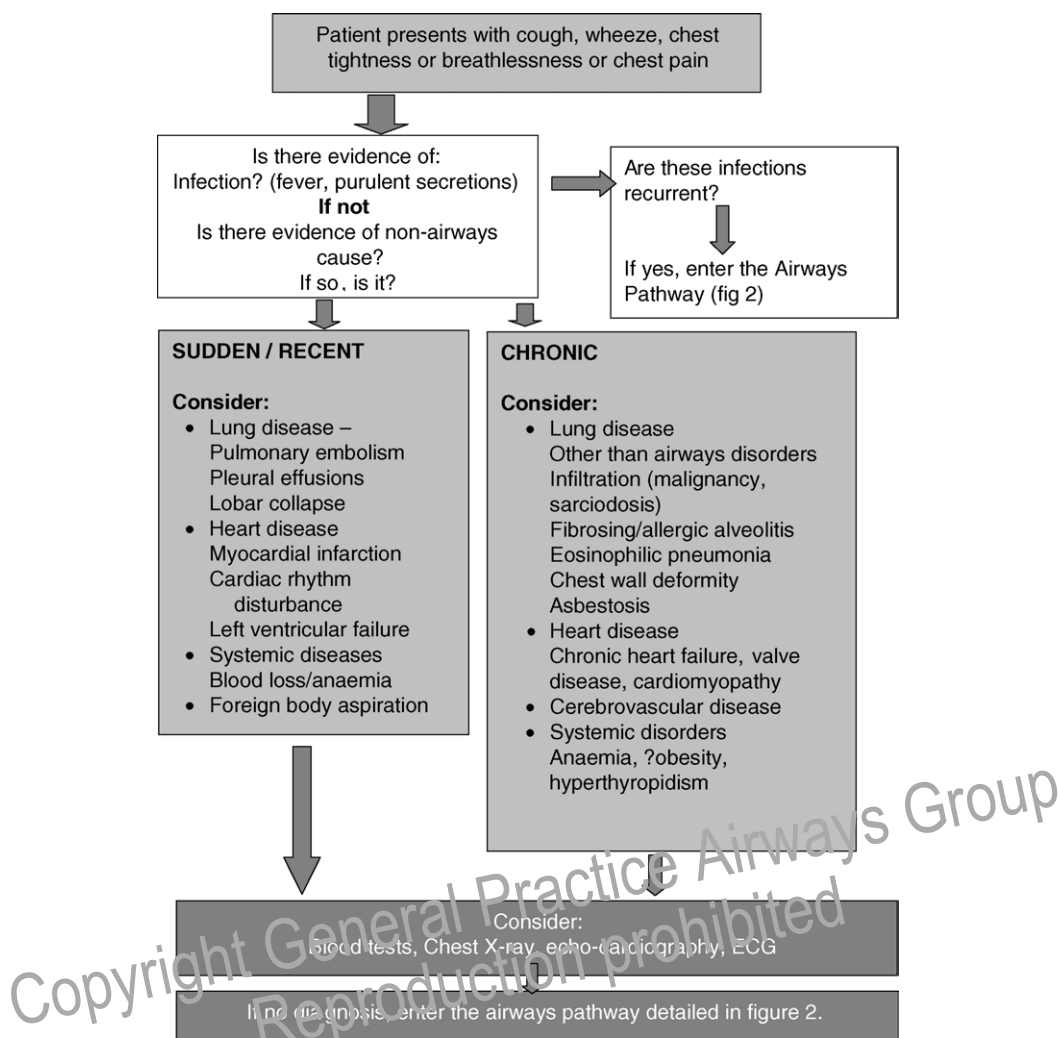 Patient presents with cough, wheeze, chest
tightness or breathlessness or chest pain
Is there evidence of:
Infection? (fever, purulent secretions)
If not
Is there evidence of non-airways
cause?
If so, is it?
Are these infections
recurrent?
If yes, enter the Airways
Pathway (fig 2)
SUDDEN / RECENT
Consider:
• Lung disease –
Pulmonary embolism
Pleural effusions
Lobar collapse
• Heart disease
Myocardial infarction
Cardiac rhythm
disturbance
Left ventricular failure
• Systemic diseases
Blood loss/anaemia
• Foreign body aspiration
CHRONIC
Consider:
• Lung disease
Other than airways disorders
Infiltration (malignancy,
sarciodosis)
Fibrosing/allergic alveolitis
Eosinophilic pneumonia
Chest wall deformity
Asbestosis
• Heart disease
Chronic heart failure, valve
disease, cardiomyopathy
• Cerebrovascular disease
• Systemic disorders
Anaemia, ?obesity,
hyperthyropidism
Consider:
Blood tests, Chest X-ray, echo-cardiography, ECG
If no diagnosis, enter the airways pathway detailed in figure 2.
Copyright General Practice Airways Group
Reproduction prohibited